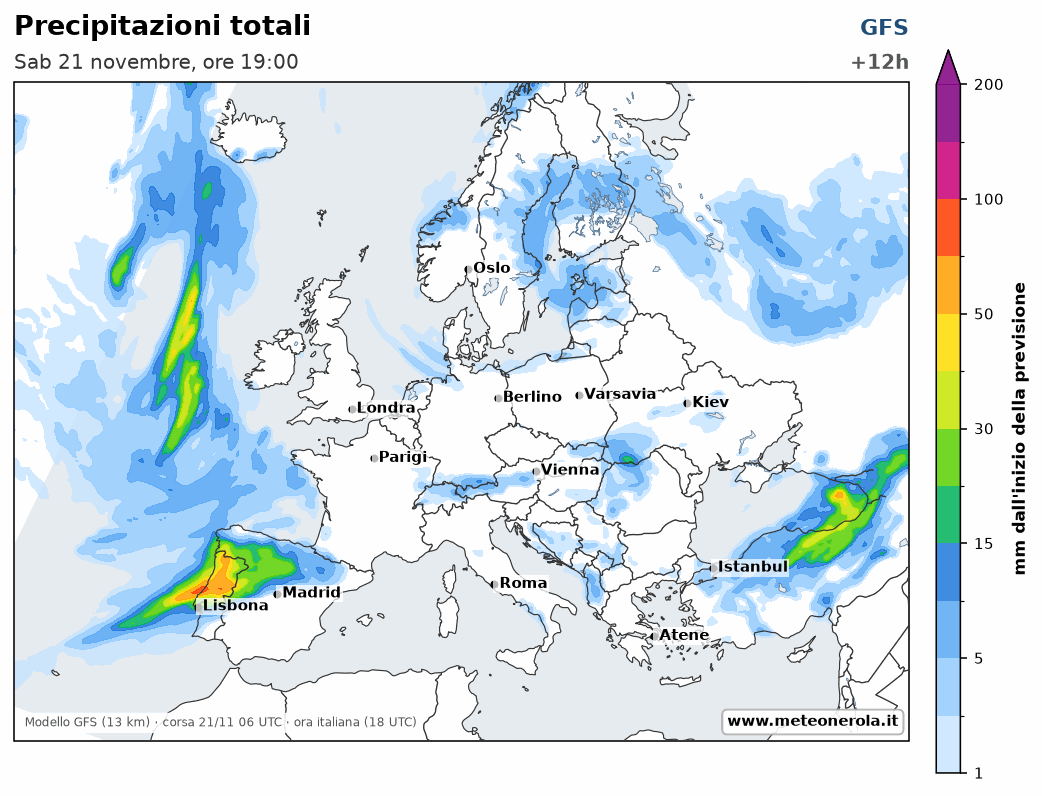 Precipitazioni totali
GFS
Sab 21 novembre, ore 19:00
+12h
200
100
50
30
15
5
1
mm dall'inizio della previsione
Oslo
Berlino
Varsavia
Kiev
Londra
Parigi
Vienna
Istanbul
Roma
Madrid
Lisbona
Atene
Modello GFS (13 km) · corsa 21/11 06 UTC · ora italiana (18 UTC)
www.meteonerola.it